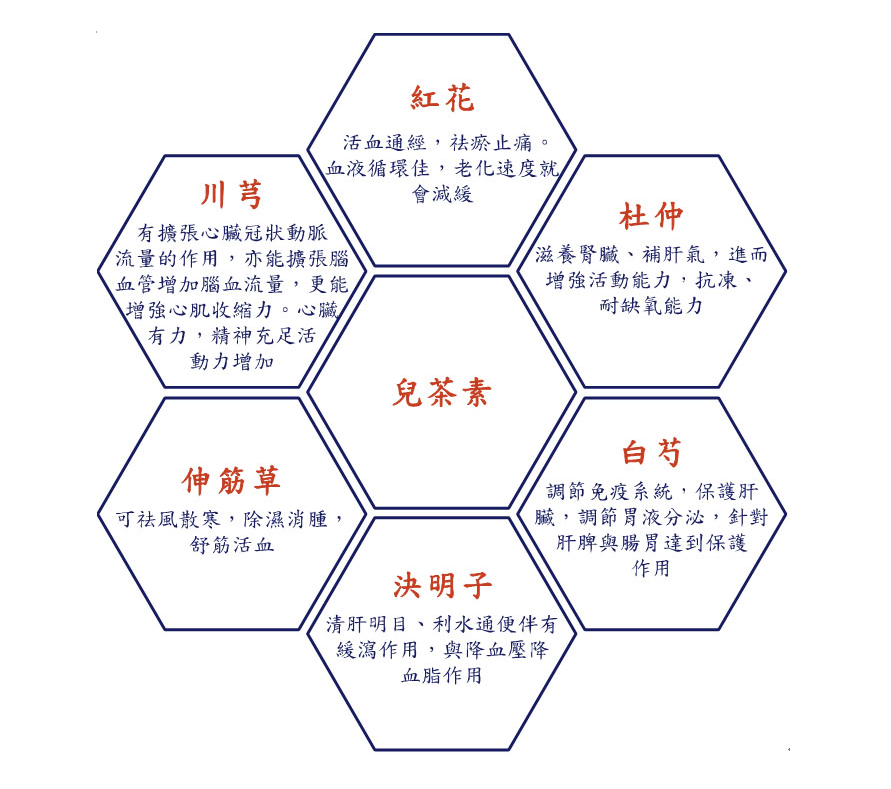 紅花
活血通經，祛瘀止痛。
血液循環佳，老化速度就
會減緩
川芎
有擴張心臟冠狀動脈
流量的作用，亦能擴張腦
血管增加腦血流量，更能
增強心肌收縮力。心臟
有力，精神充足活
動力增加
杜仲
滋養腎臟、補肝氣，進而
增強活動能力，抗凍、
耐缺氧能力
兒茶素
伸筋草
可祛風散寒，除濕消腫，
舒筋活血
白芍
調節免疫系統，保護肝
臟，調節胃液分泌，針對
肝脾與腸胃達到保護
作用
決明子
清肝明目、利水通便伴有
緩瀉作用，與降血壓降
血脂作用